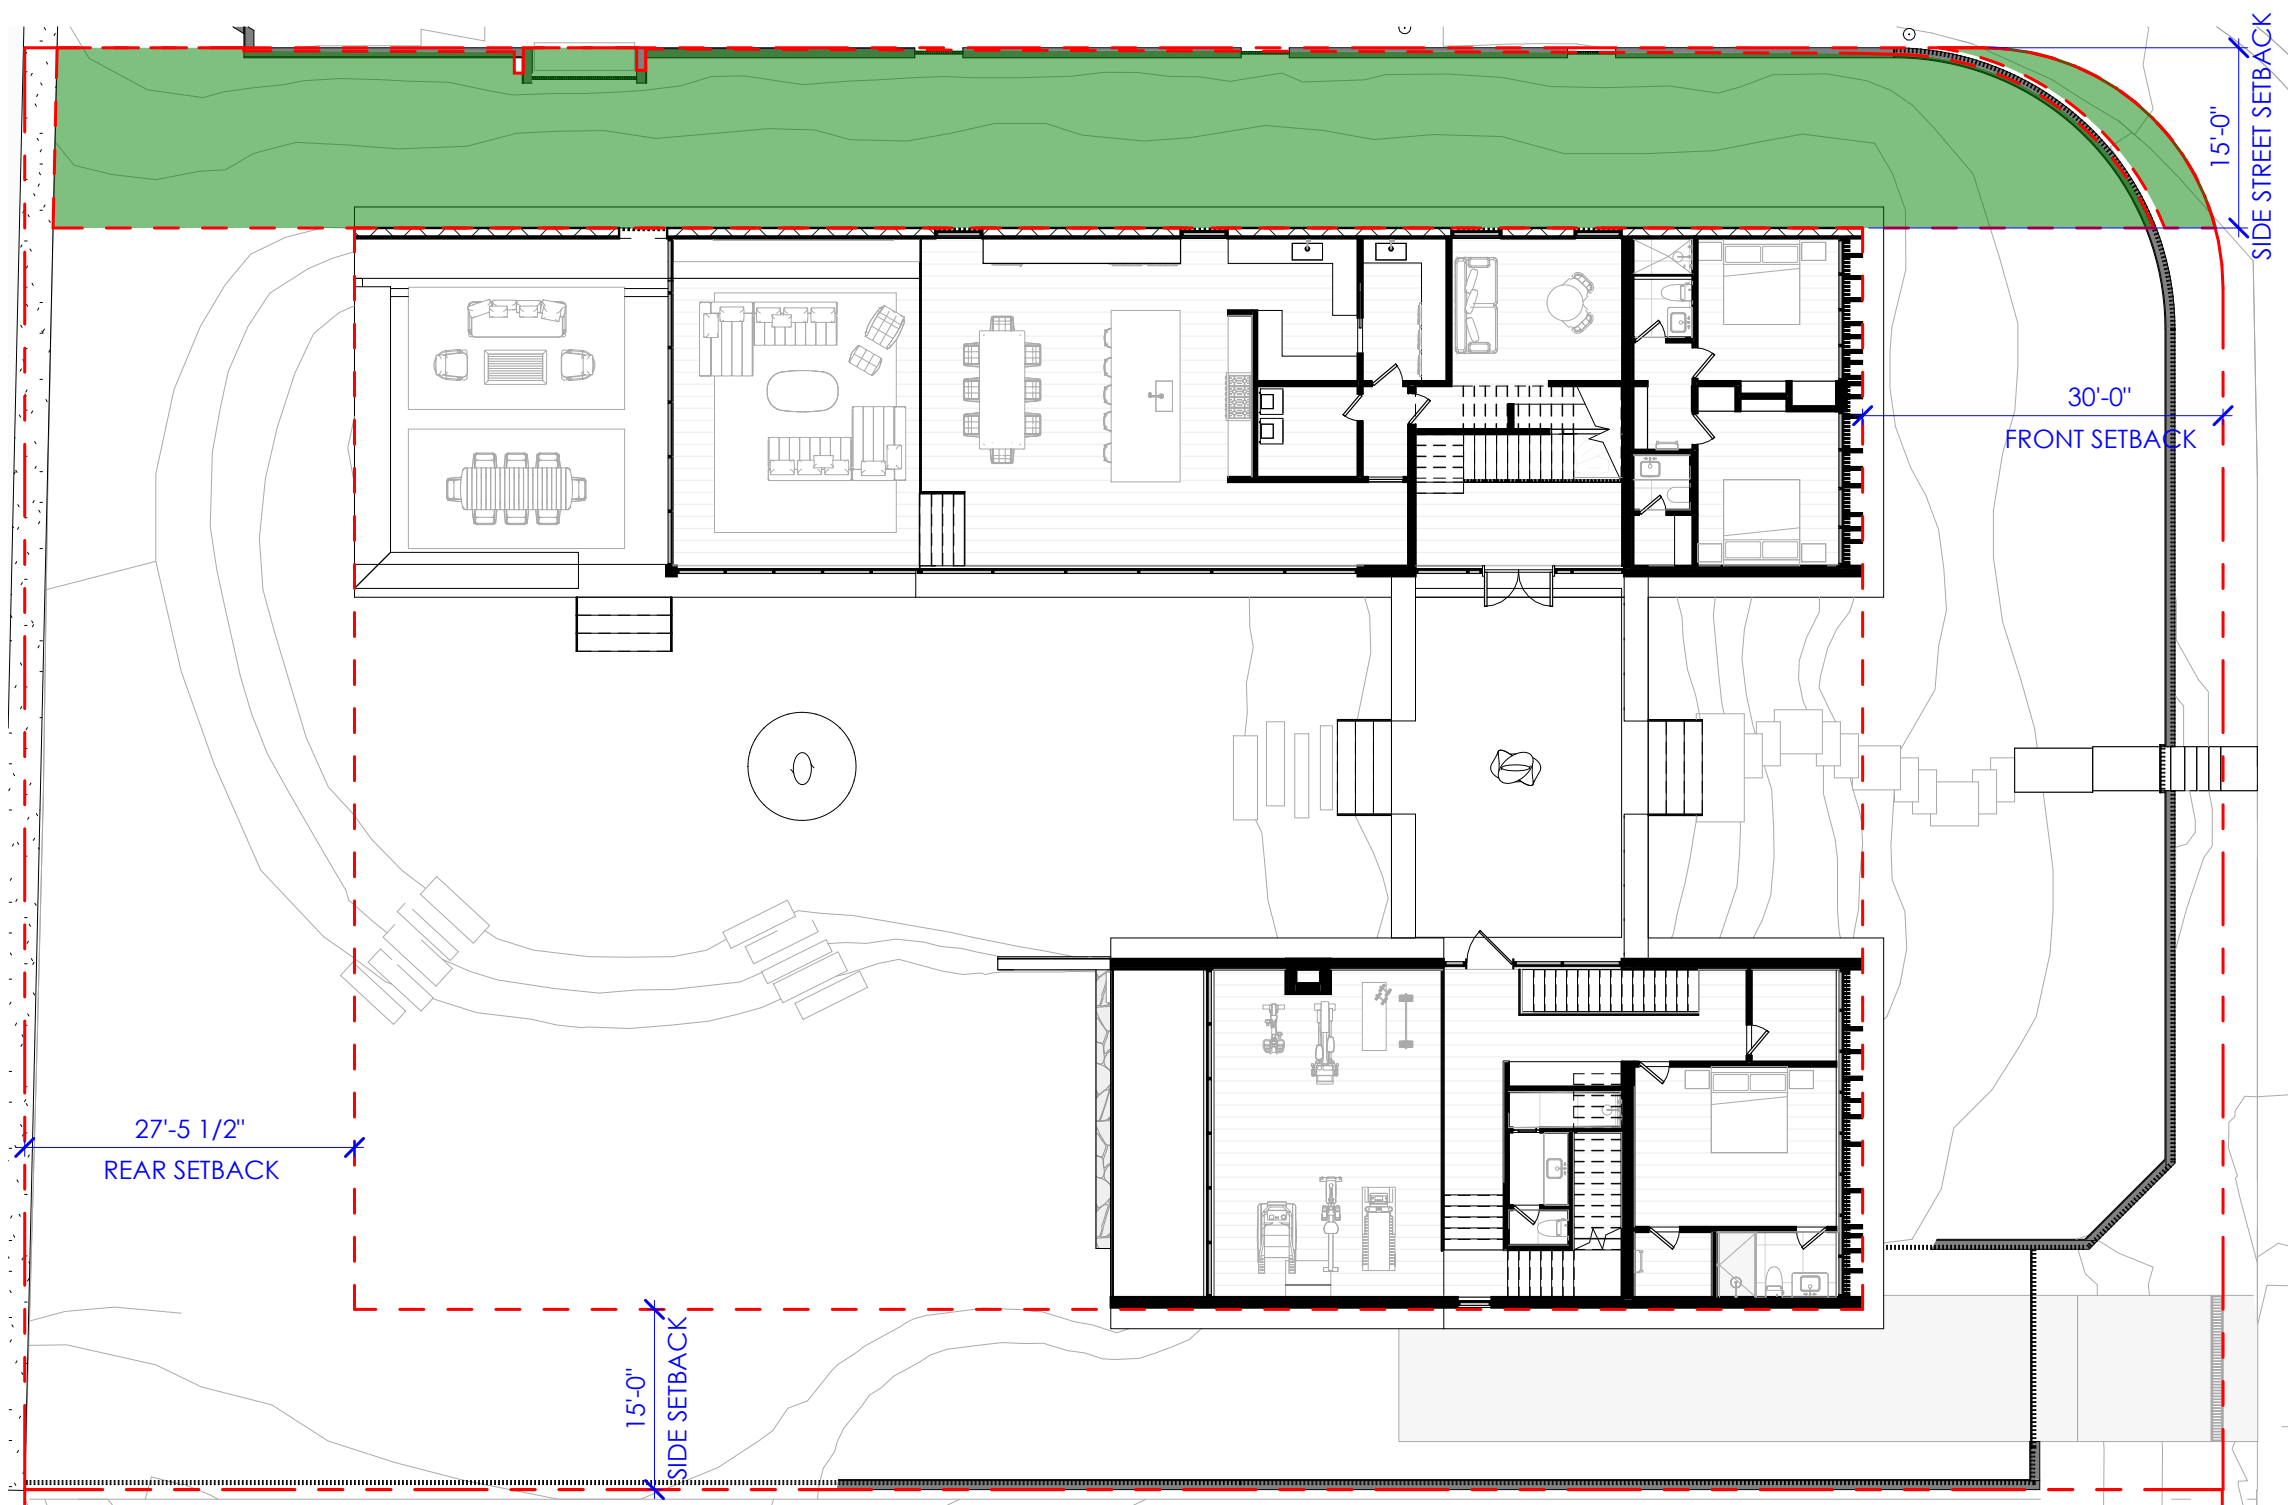 15'-0"
SIDE STREET SETBACK
30'-0"
FRONT SETBACK
27'-5 1/2"
REAR SETBACK
15'-0"
SIDE SETBACK